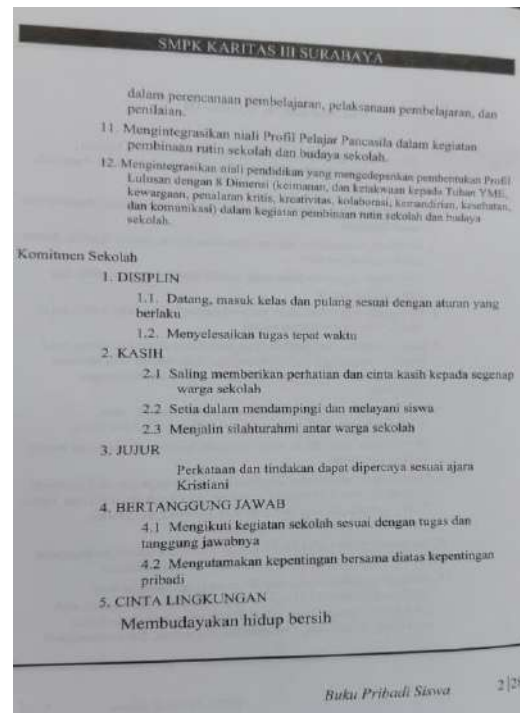 SMPK KARITAS III SURABAYA
dalam perencanaan pembelajaran, pelaksanaan pembelajaran, dan
penilaian.
11. Mengintegrasikan niali Profil Pelajar Pancasila dalam kegiatan
pembinaan rutin sekolah dan budaya sekolah.
12. Mengintegrasikan niali pendidikan yang mengedepankan pembentukan Profil
Lulusan dengan 8 Dimensi (keimanan, dan ketakwaan kepada Tuhan YME,
kewargaan, penalaran kritis, kreativitas, kolaborasi, kemandirian, kesehatan,
dan komunikasi) dalam kegiatan pembinaan rutin sekolah dan budaya
sekolah.
Komitmen Sekolah
1. DISIPLIN
1.1. Datang, masuk kelas dan pulang sesuai dengan aturan yang
berlaku
1.2. Menyelesaikan tugas tepat waktu
2. KASIH
2.1 Saling memberikan perhatian dan cinta kasih kepada segenap
warga sekolah
2.2 Setia dalam mendampingi dan melayani siswa
2.3 Menjalin silahturahmi antar warga sekolah
3. JUJUR
Perkataan dan tindakan dapat dipercaya sesuai ajara
Kristiani
4. BERTANGGUNG JAWAB
4.1 Mengikuti kegiatan sekolah sesuai dengan tugas dan
tanggung jawabnya
4.2 Mengutamakan kepentingan bersama diatas kepentingan
pribadi
5. CINTA LINGKUNGAN
Membudayakan hidup bersih
Buku Pribadi Siswa 2|